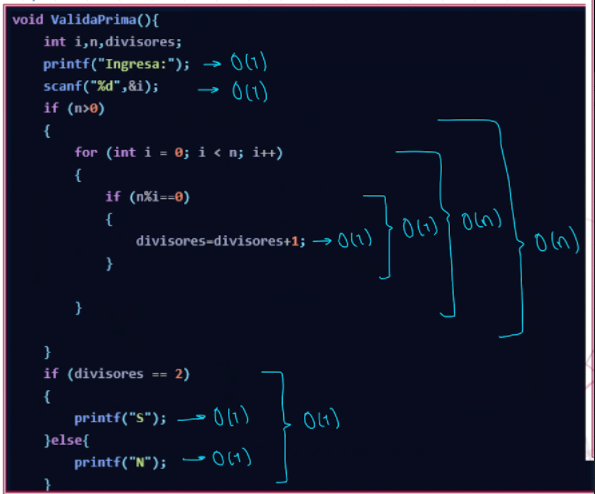 void ValidaPrima(){
int i,n,divisores;
printf("Ingresa:"); → O(1)
scanf("%d",&i); → O(1)
if (n>0)
{
for (int i = 0; i < n; i++)
{
if (n%i==0)
{
divisores=divisores+1; → O(1) O(1) O(n) O(n)
}
}
}
if (divisores == 2)
{
printf("S"); → O(1) O(1)
}else{
printf("N"); → O(1)
}